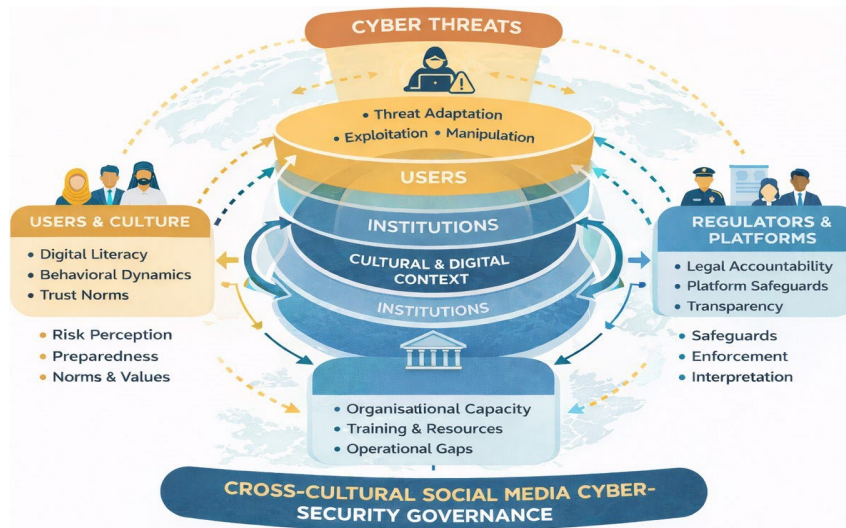 CYBER THREATS
• Threat Adaptation
• Exploitation • Manipulation
USERS
INSTITUTIONS
CULTURAL & DIGITAL
CONTEXT
INSTITUTIONS
USERS & CULTURE
• Digital Literacy
• Behavioral Dynamics
• Trust Norms
• Risk Perception
• Preparedness
• Norms & Values
REGULATORS &
PLATFORMS
• Legal Accountability
• Platform Safeguards
• Transparency
• Safeguards
• Enforcement
• Interpretation
• Organisational Capacity
• Training & Resources
• Operational Gaps
CROSS-CULTURAL SOCIAL MEDIA CYBER-
SECURITY GOVERNANCE